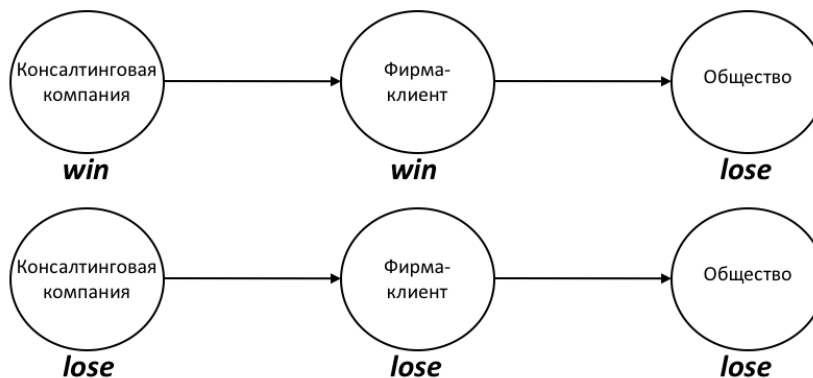 Консалтинговая
компания
Фирма-
клиент
Общество
win
win
lose
Консалтинговая
компания
Фирма-
клиент
Общество
lose
lose
lose